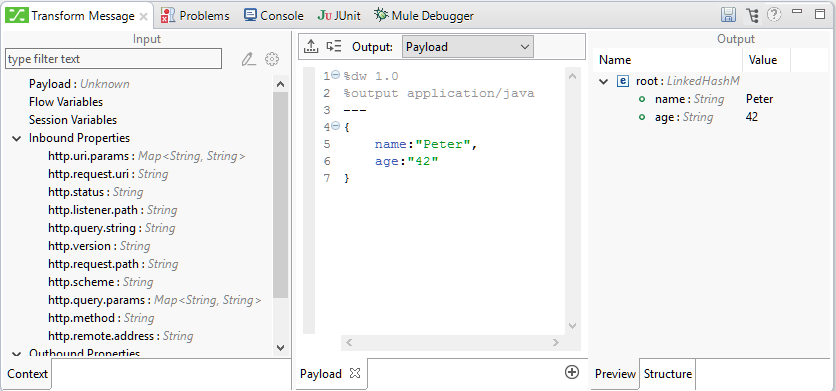 Transform Message
Problems
Console
JUnit
Mule Debugger
Input
type filter text
Payload : Unknown
Flow Variables
Session Variables
Inbound Properties
http.uri.params : Map<String, String>
http.request.uri : String
http.status : String
http.listener.path : String
http.query.string : String
http.version : String
http.request.path : String
http.scheme : String
http.query.params : Map<String, String>
http.method : String
http.remote.address : String
Outbound Properties
Context
Output: Payload
1 %dw 1.0
2 %output application/java
3 ---
4 {
5 name:"Peter",
6 age:"42"
7 }
Payload
Output
Name Value
root : LinkedHashM
name : String Peter
age : String 42
Preview Structure